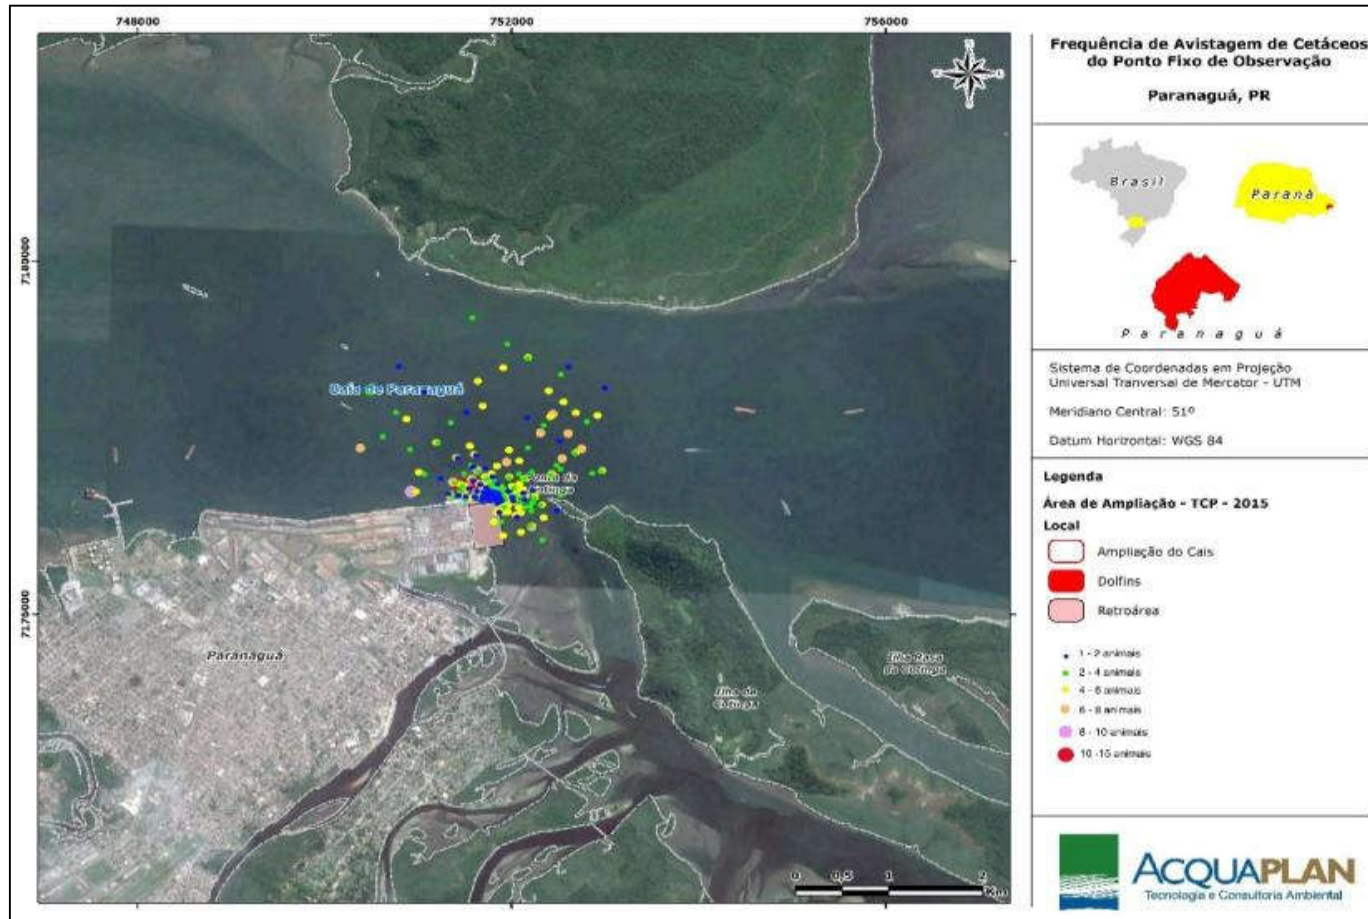 748000
752000
756000
7180000
7176000
Baía de Paranaguá
Ponta da
Cotinga
Paranaguá
Ilha da
Cotinga
Ilha Rasa
da Cotinga
0 0,5 1 2
Km
Frequência de Avistagem de Cetáceos
do Ponto Fixo de Observação
Paranaguá, PR
Brasil
Paraná
Paranaguá
Sistema de Coordenadas em Projeção
Universal Tranversal de Mercator - UTM
Meridiano Central: 51º
Datum Horizontal: WGS 84
Legenda
Área de Ampliação - TCP - 2015
Local
Ampliação do Cais
Dolfins
Retroárea
1 - 2 animais
2 - 4 animais
4 - 6 animais
6 - 8 animais
8 - 10 animais
10 -15 animais
ACQUAPLAN
Tecnologia e Consultoria Ambiental